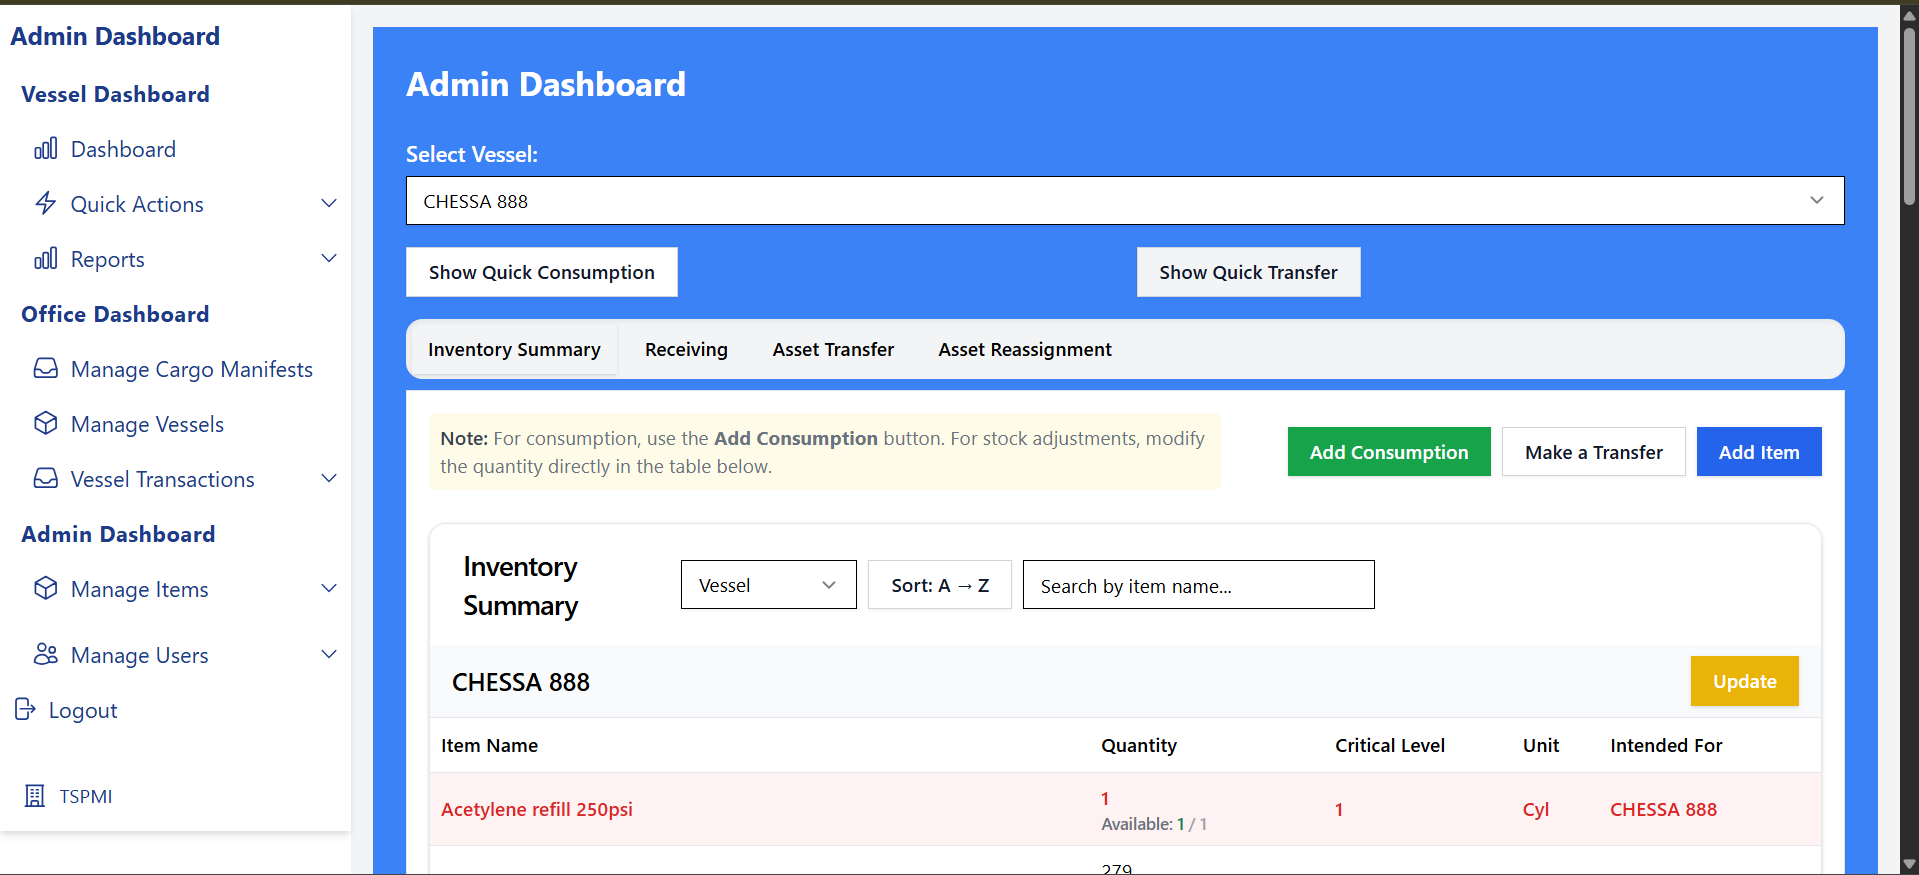 Admin Dashboard
Vessel Dashboard
Dashboard
Quick Actions
Reports
Office Dashboard
Manage Cargo Manifests
Manage Vessels
Vessel Transactions
Admin Dashboard
Manage Items
Manage Users
Logout
TSPMI
Admin Dashboard
Select Vessel:
CHESSA 888
Show Quick Consumption
Show Quick Transfer
Inventory Summary
Receiving
Asset Transfer
Asset Reassignment
Note: For consumption, use the Add Consumption button. For stock adjustments, modify
the quantity directly in the table below.
Add Consumption
Make a Transfer
Add Item
Inventory
Summary
Vessel
Sort: A → Z
Search by item name...
CHESSA 888
Update
Item Name
Quantity
Critical Level
Unit
Intended For
Acetylene refill 250psi
1
Available: 1 / 1
1
Cyl
CHESSA 888
279